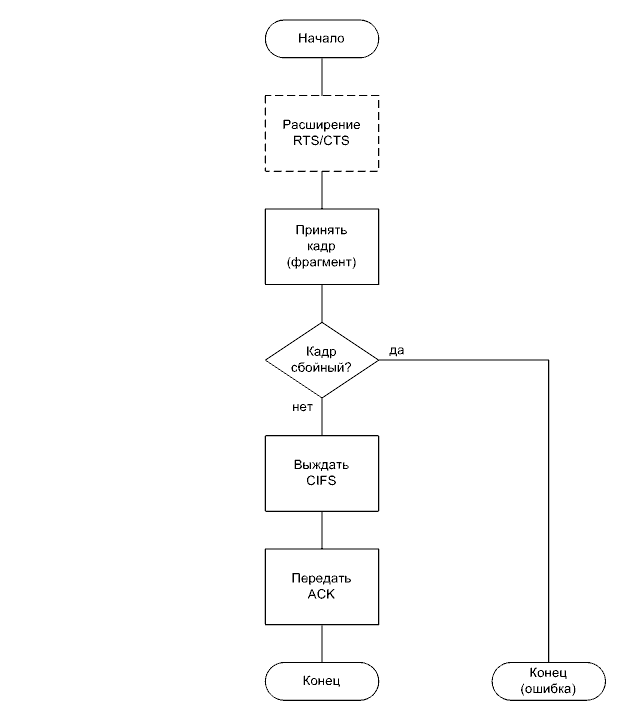 Начало
Расширение
RTS/CTS
Принять
кадр
(фрагмент)
Кадр
сбойный?
да
нет
Выждать
CIFS
Передать
ACK
Конец
Конец
(ошибка)